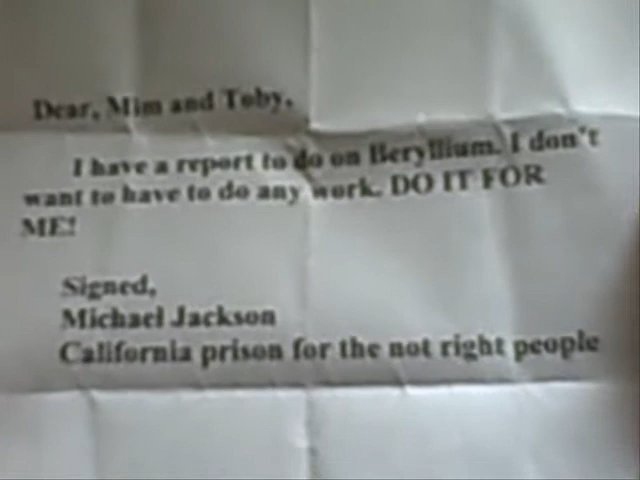 Dear, Mim and Toby,
I have a report to do on Beryllium. I don't
want to have to do any work. DO IT FOR
ME!
Signed,
Michael Jackson
California prison for the not right people